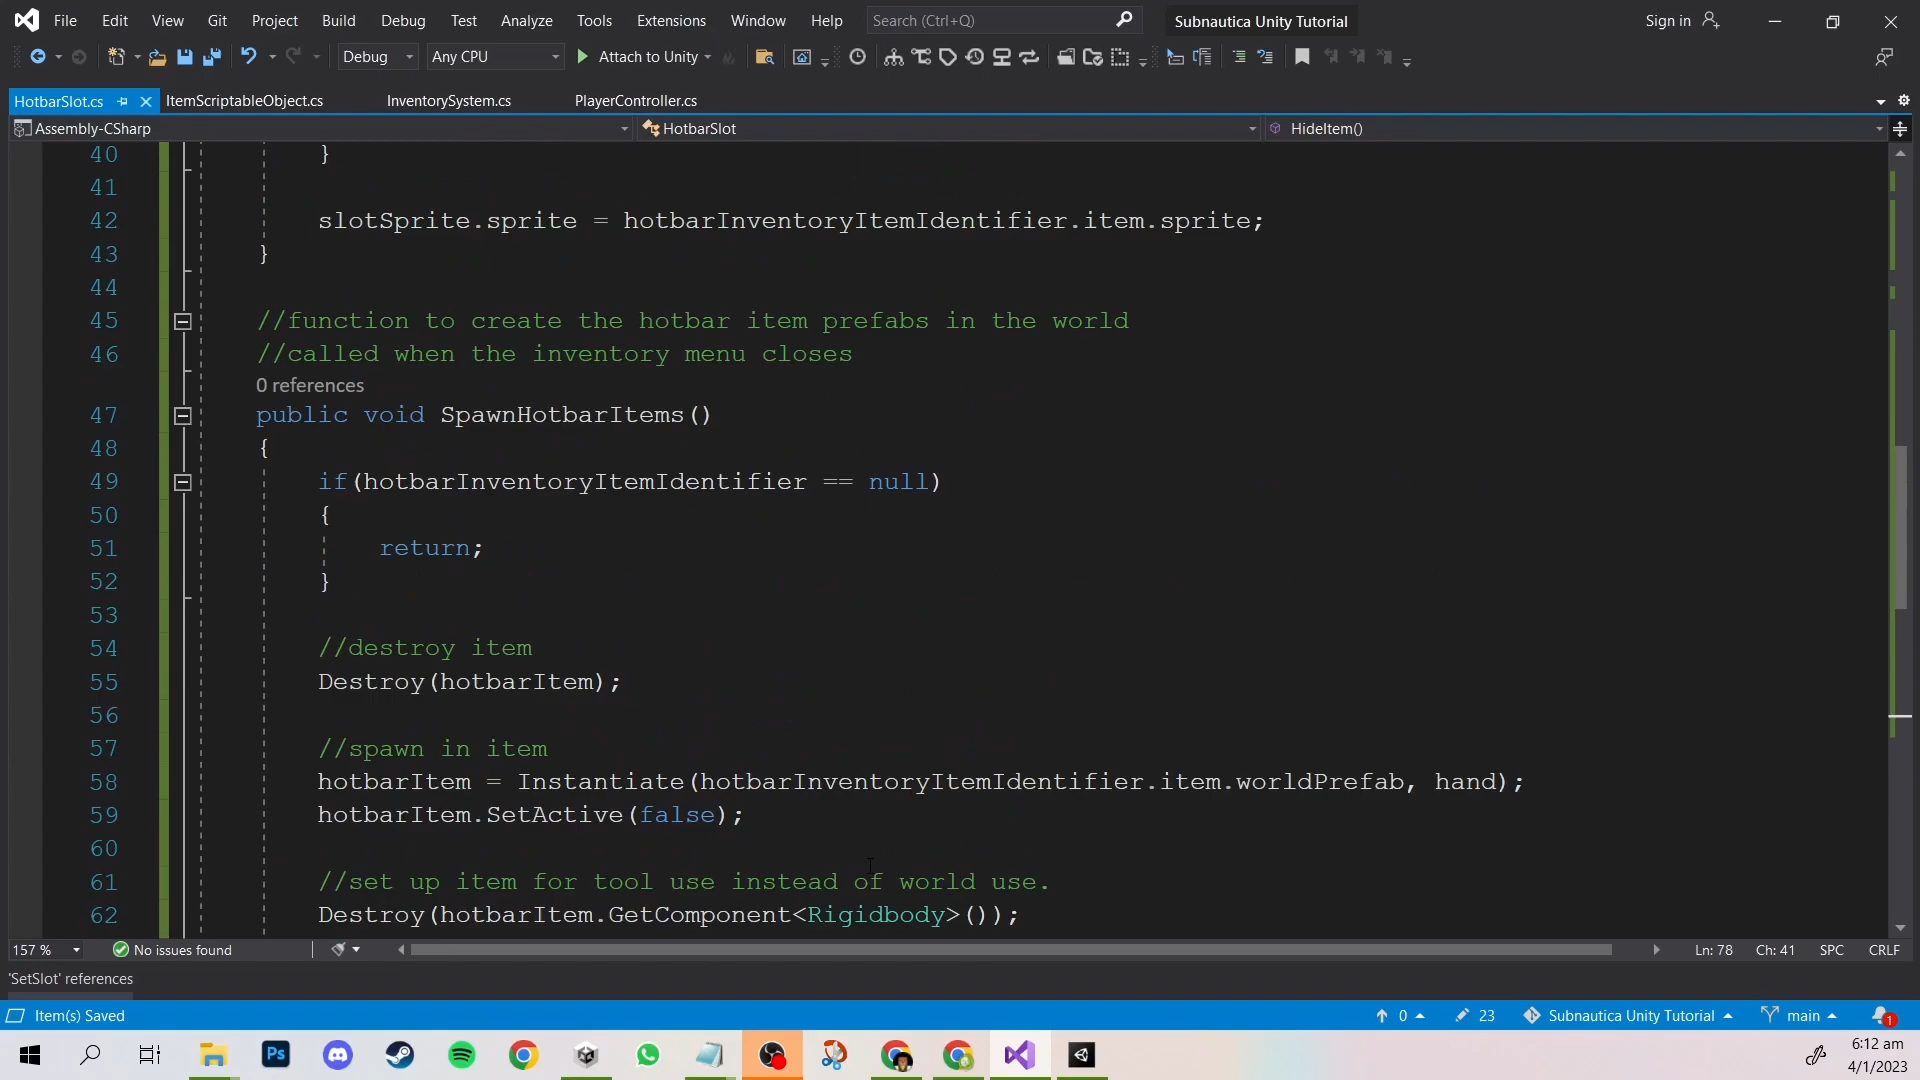 File Edit View Git Project Build Debug Test Analyze Tools Extensions Window Help Search (Ctrl+Q) Subnautica Unity Tutorial Sign in
Debug Any CPU Attach to Unity
HotbarSlot.cs ItemScriptableObject.cs InventorySystem.cs PlayerController.cs
Assembly-CSharp HotbarSlot HideItem()
40 }
41
42 slotSprite.sprite = hotbarInventoryItemIdentifier.item.sprite;
43 }
44
45 //function to create the hotbar item prefabs in the world
46 //called when the inventory menu closes
0 references
47 public void SpawnHotbarItems()
48 {
49 if(hotbarInventoryItemIdentifier == null)
50 {
51 return;
52 }
53
54 //destroy item
55 Destroy(hotbarItem);
56
57 //spawn in item
58 hotbarItem = Instantiate(hotbarInventoryItemIdentifier.item.worldPrefab, hand);
59 hotbarItem.SetActive(false);
60
61 //set up item for tool use instead of world use.
62 Destroy(hotbarItem.GetComponent<Rigidbody>());
157 % No issues found Ln: 78 Ch: 41 SPC CRLF
'SetSlot' references
Item(s) Saved 0 23 Subnautica Unity Tutorial main 1
Ps
6:12 am
4/1/2023